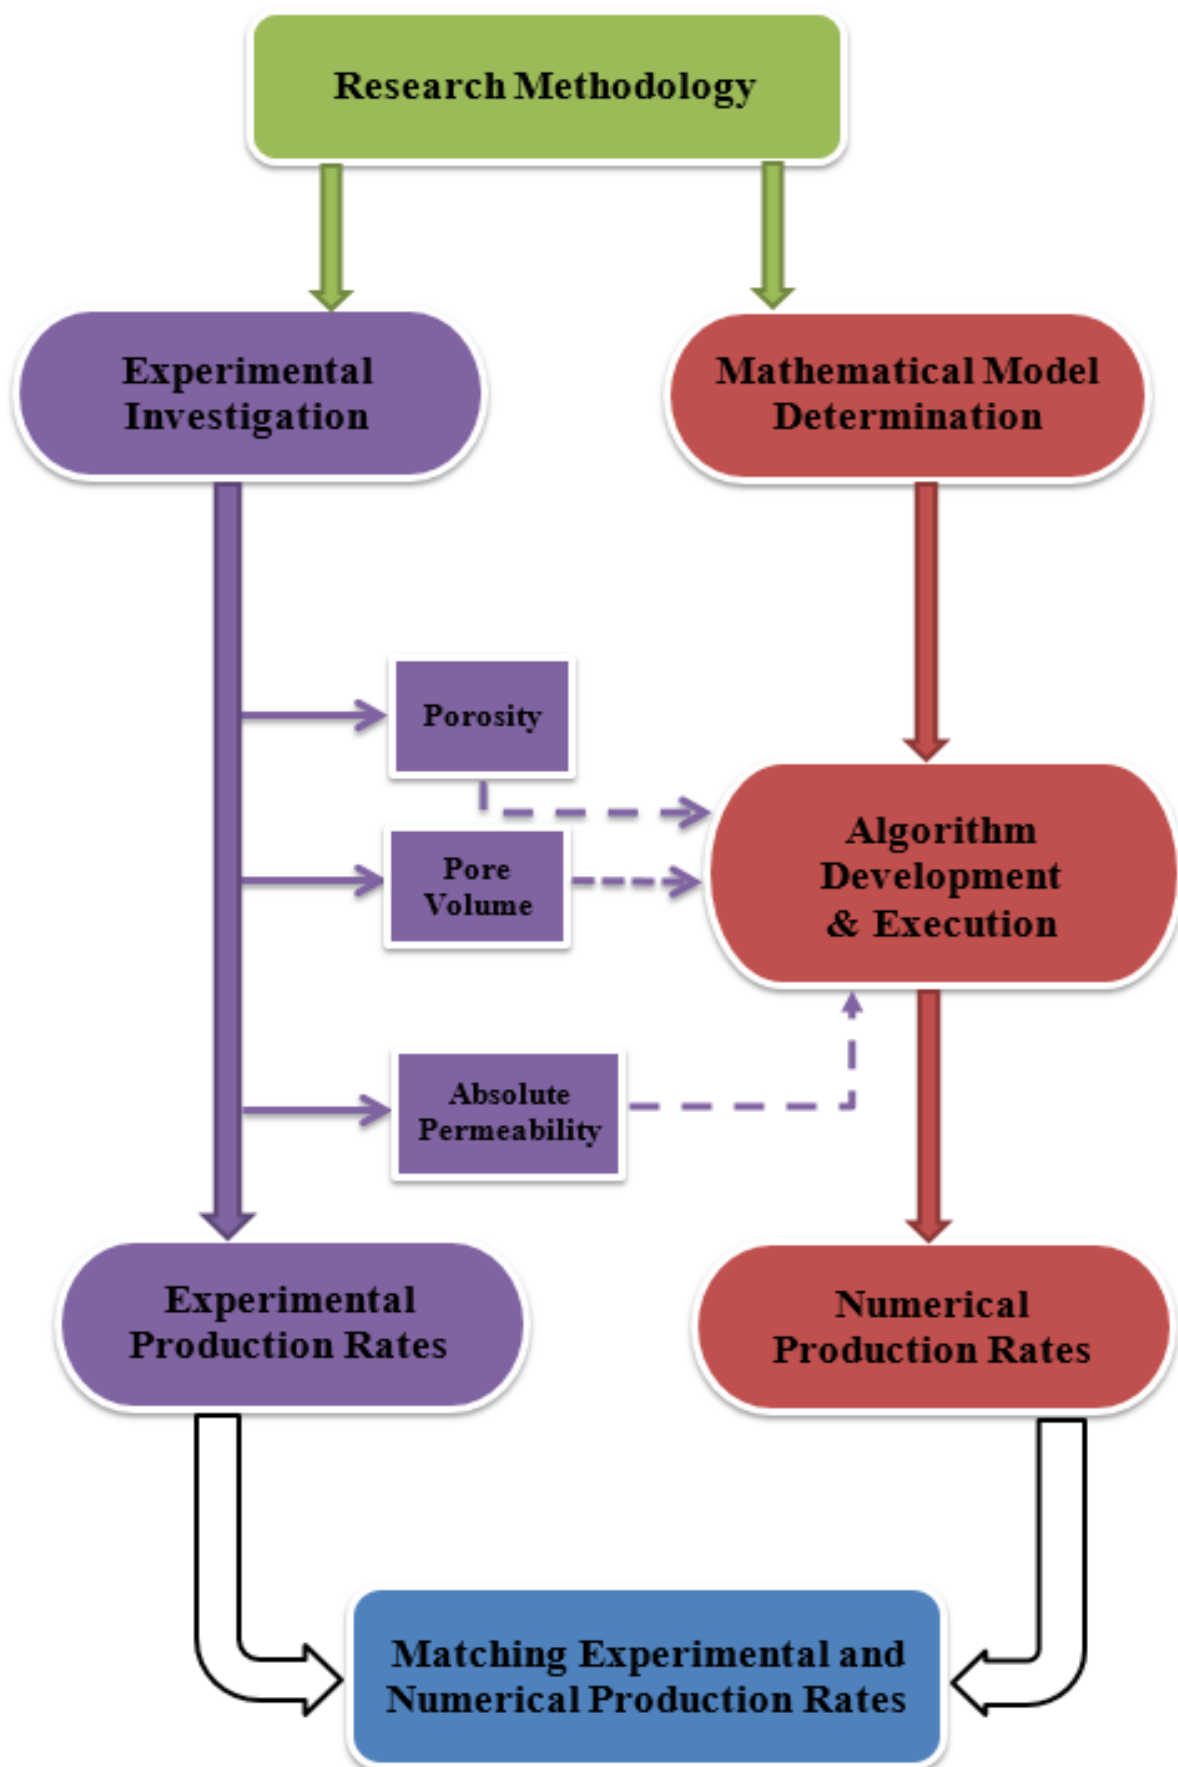 Research Methodology
Experimental
Investigation
Mathematical Model
Determination
Porosity
Pore
Volume
Algorithm
Development
& Execution
Absolute
Permeability
Experimental
Production Rates
Numerical
Production Rates
Matching Experimental and
Numerical Production Rates